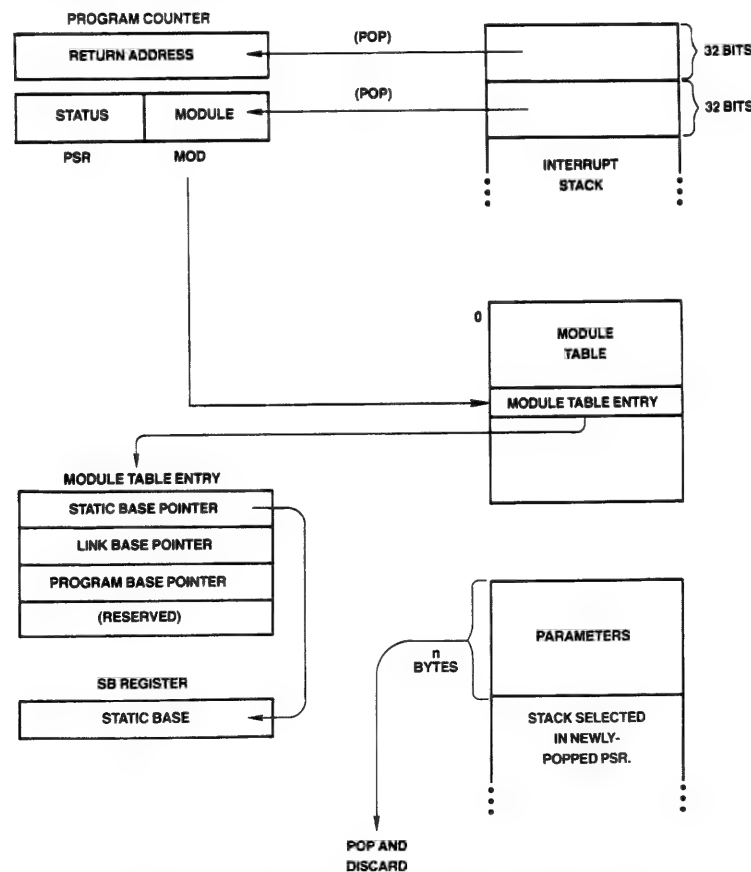 PROGRAM COUNTER
RETURN ADDRESS
(POP)
32 BITS
STATUS
MODULE
(POP)
32 BITS
PSR
MOD
INTERRUPT
STACK
0
MODULE
TABLE
MODULE TABLE ENTRY
MODULE TABLE ENTRY
STATIC BASE POINTER
LINK BASE POINTER
PROGRAM BASE POINTER
(RESERVED)
SB REGISTER
STATIC BASE
n
BYTES
PARAMETERS
STACK SELECTED
IN NEWLY-
POPPED PSR.
POP AND
DISCARD